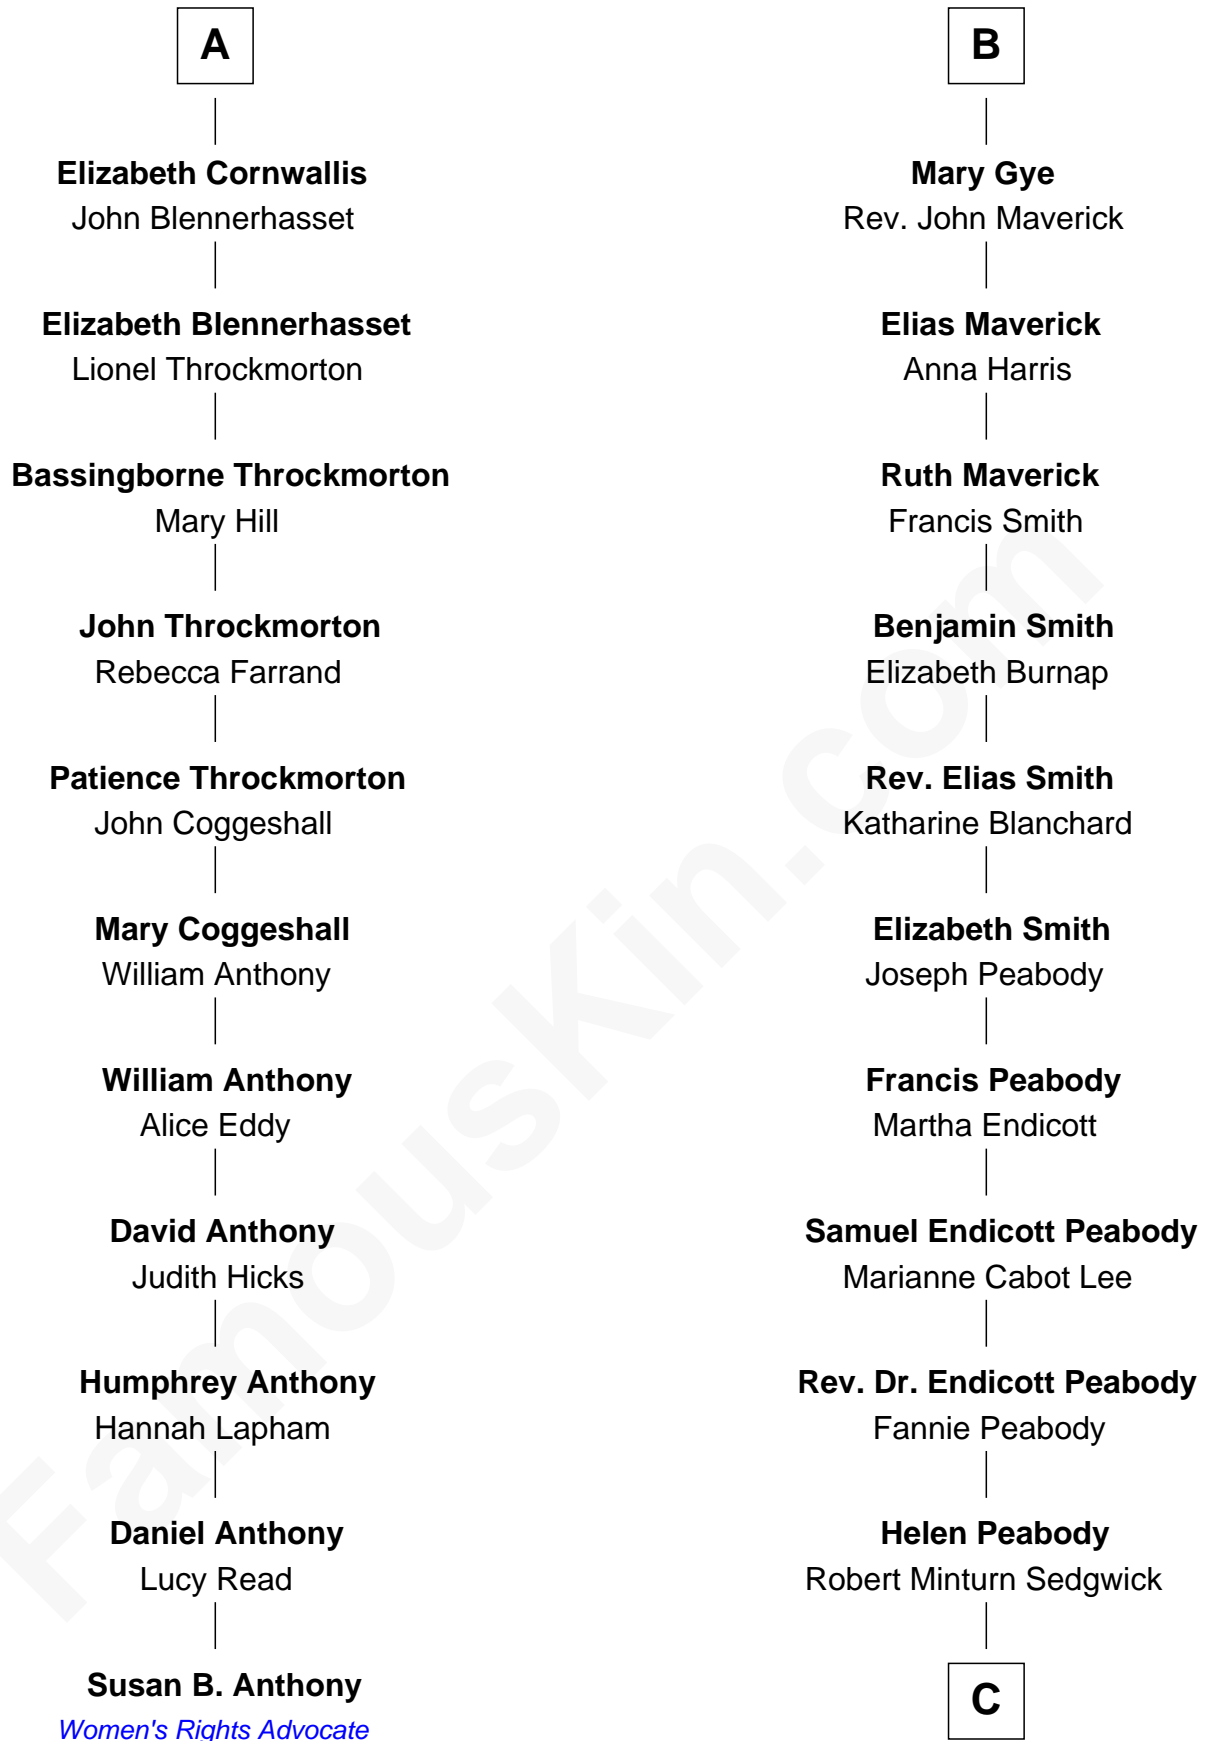 A
Elizabeth Cornwallis
John Blennerhasset
Elizabeth Blennerhasset
Lionel Throckmorton
Bassingborne Throckmorton
Mary Hill
John Throckmorton
Rebecca Farrand
Patience Throckmorton
John Coggeshall
Mary Coggeshall
William Anthony
William Anthony
Alice Eddy
David Anthony
Judith Hicks
Humphrey Anthony
Hannah Lapham
Daniel Anthony
Lucy Read
Susan B. Anthony
Women's Rights Advocate
B
Mary Gye
Rev. John Maverick
Elias Maverick
Anna Harris
Ruth Maverick
Francis Smith
Benjamin Smith
Elizabeth Burnap
Rev. Elias Smith
Katharine Blanchard
Elizabeth Smith
Joseph Peabody
Francis Peabody
Martha Endicott
Samuel Endicott Peabody
Marianne Cabot Lee
Rev. Dr. Endicott Peabody
Fannie Peabody
Helen Peabody
Robert Minturn Sedgwick
C
FamousKin.com